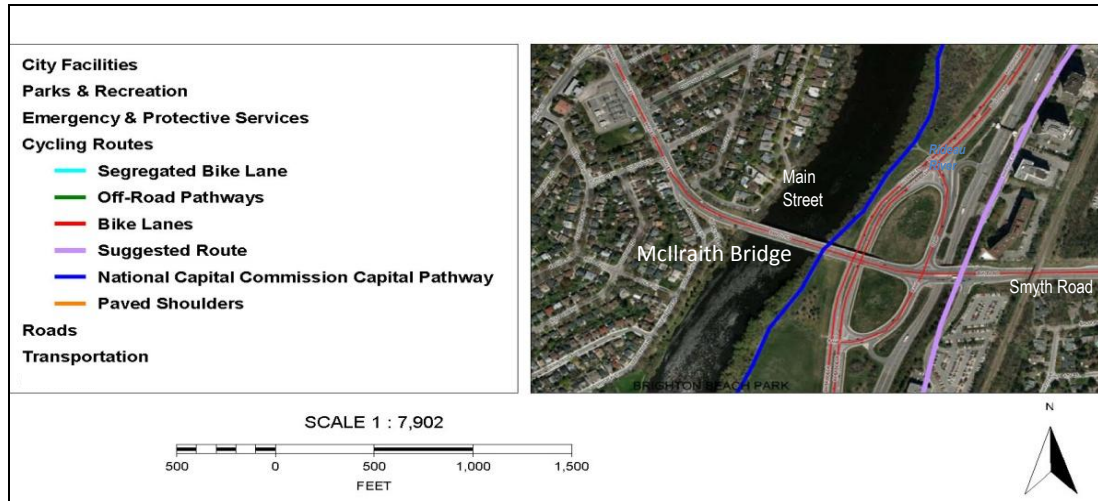 City Facilities
Parks & Recreation
Emergency & Protective Services
Cycling Routes
Segregated Bike Lane
Off-Road Pathways
Bike Lanes
Suggested Route
National Capital Commission Capital Pathway
Paved Shoulders
Roads
Transportation
Rideau
River
Main
Street
McIlraith Bridge
Smyth Road
BRIGHTON BEACH PARK
SCALE 1 : 7,902
500 0 500 1,000 1,500
FEET
N